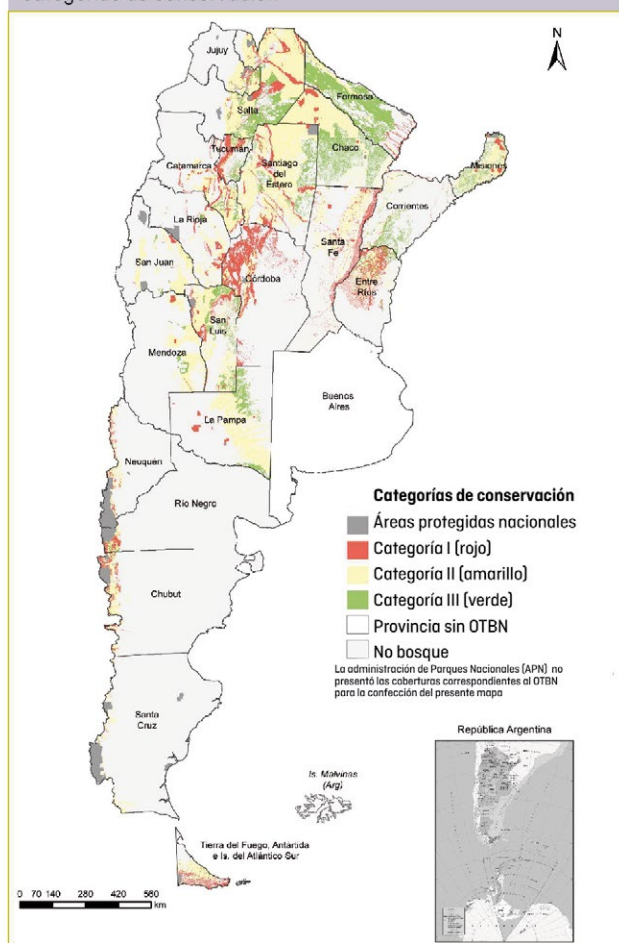 Jujuy
N
Salta
Formosa
Tucumán
Chaco
Catamarca
Santiago
del
Estero
Misiones
Corrientes
La Rioja
Santa
Fe
San Juan
Córdoba
Entre
Ríos
San
Luis
Mendoza
Buenos
Aires
La Pampa
Neuquén
Río Negro
Categorías de conservación
Áreas protegidas nacionales
Categoría I (rojo)
Categoría II (amarillo)
Categoría III (verde)
Provincia sin OTBN
No bosque
La administración de Parques Nacionales (APN) no
presentó las coberturas correspondientes al OTBN
para la confección del presente mapa
Chubut
Santa
Cruz
República Argentina
Is. Malvinas
(Arg)
Tierra del Fuego, Antártida
e Is. del Atlántico Sur
0 70 140 280 420 560
km